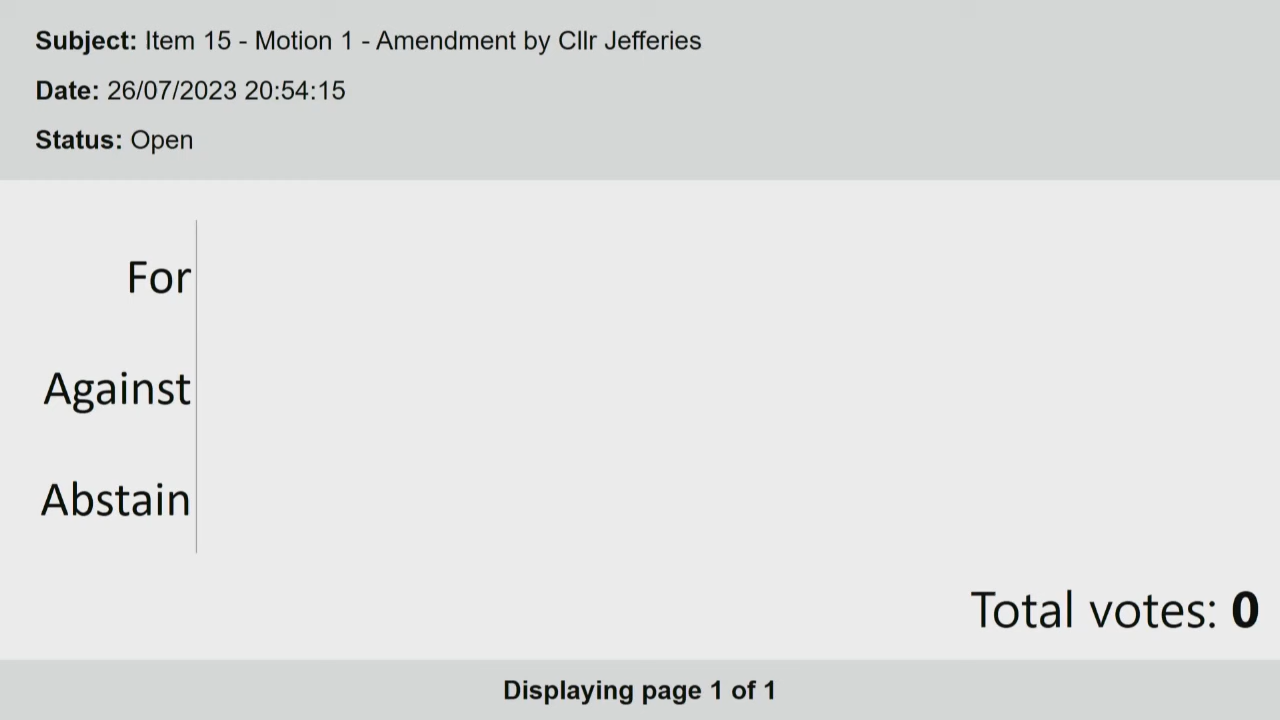 Subject: Item 15 - Motion 1 - Amendment by Cllr Jefferies
Date: 26/07/2023 20:54:15
Status: Open
For
Against
Abstain
Total votes: 0
Displaying page 1 of 1